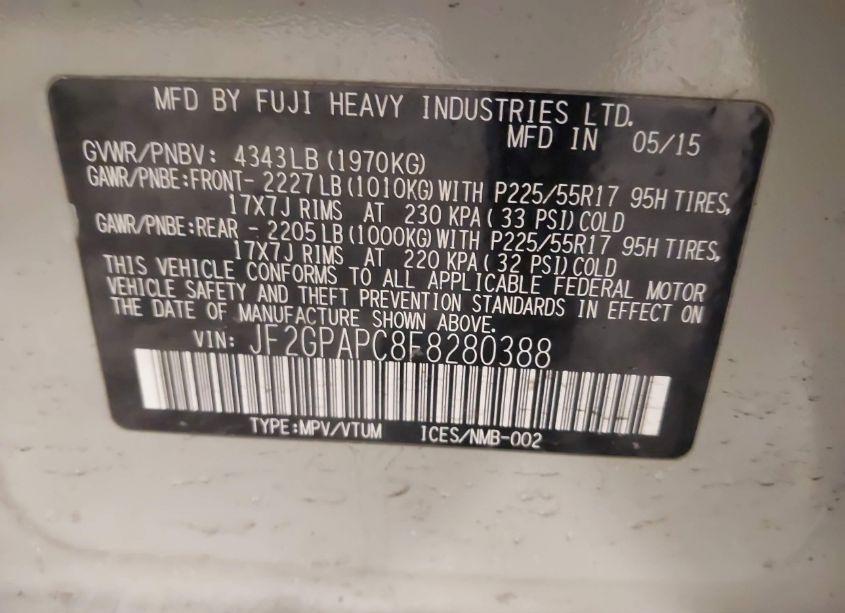 MFD BY FUJI HEAVY INDUSTRIES LTD.
MFD IN 05/15
GVWR/PNBV: 4343LB(1970KG)
GAWR/PNBE:FRONT- 2227LB(1010KG)WITH P225/55R17 95H TIRES,
17X7J RIMS AT 230 KPA( 33 PSI)COLD
GAWR/PNBE:REAR - 2205LB(1000KG)WITH P225/55R17 95H TIRES,
17X7J RIMS AT 220 KPA( 32 PSI)COLD
THIS VEHICLE CONFORMS TO ALL APPLICABLE FEDERAL MOTOR
VEHICLE SAFETY AND THEFT PREVENTION STANDARDS IN EFFECT ON
THE DATE OF MANUFACTURE SHOWN ABOVE.
VIN: JF2GPAPC8F8280388
TYPE:MPV/VTUM ICES/NMB-002